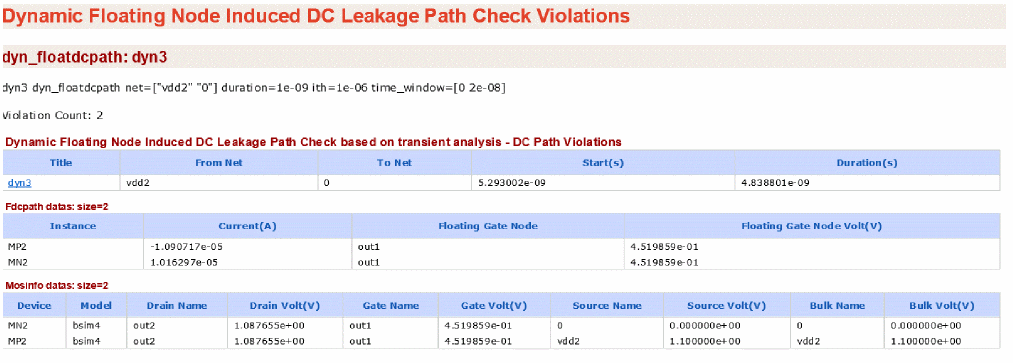 Dynamic Floating Node Induced DC Leakage Path Check Violations
dyn_floatdcpath: dyn3
dyn3 dyn_floatdcpath net=["vdd2" "0"] duration=1e-09 ith=1e-06 time_window=[0 2e-08]
Violation Count: 2
Dynamic Floating Node Induced DC Leakage Path Check based on transient analysis - DC Path Violations
Title From Net To Net Start(s) Duration(s)
dyn3 vdd2 0 5.293002e-09 4.838801e-09
Fdcpath datas: size=2
Instance Current(A) Floating Gate Node Floating Gate Node Volt(V)
MP2 -1.090717e-05 out1 4.519859e-01
MN2 1.016297e-05 out1 4.519859e-01
Mosinfo datas: size=2
Device Model Drain Name Drain Volt(V) Gate Name Gate Volt(V) Source Name Source Volt(V) Bulk Name Bulk Volt(V)
MN2 bsim4 out2 1.087655e+00 out1 4.519859e-01 0 0.000000e+00 0 0.000000e+00
MP2 bsim4 out2 1.087655e+00 out1 4.519859e-01 vdd2 1.100000e+00 vdd2 1.100000e+00